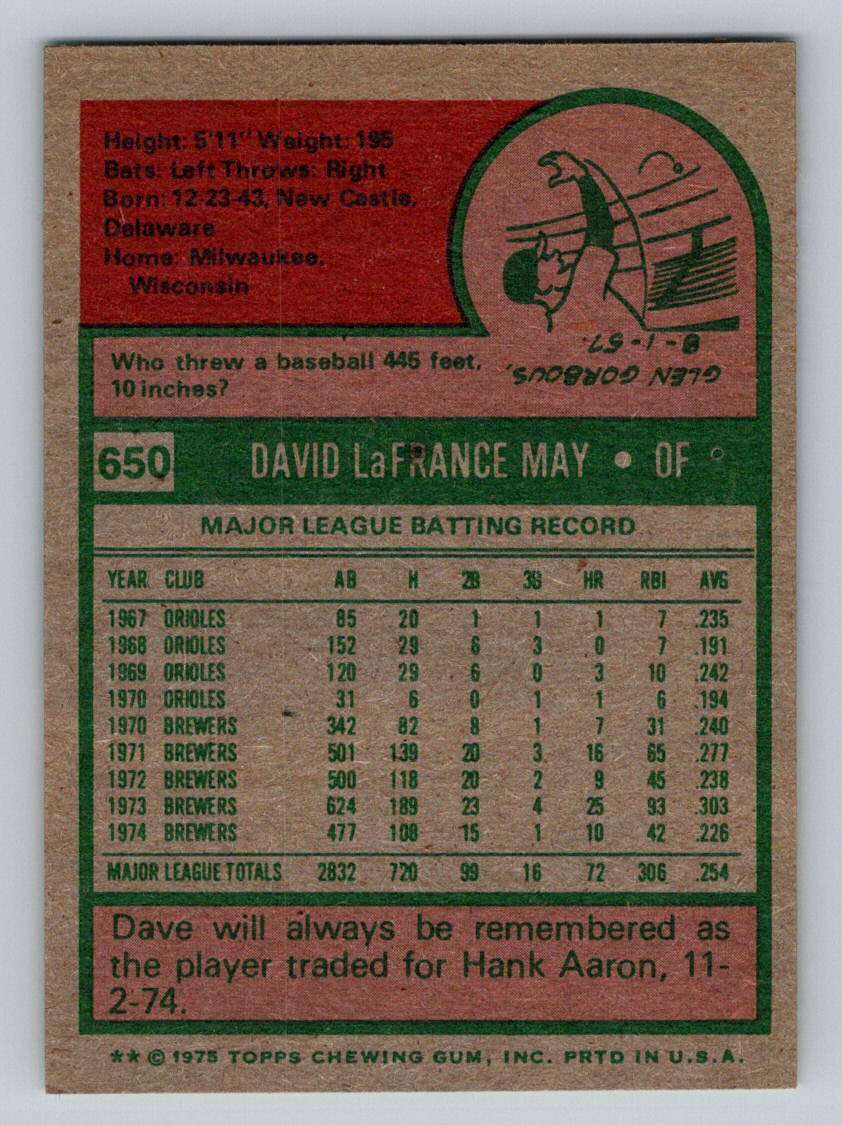 Height: 5'11" Weight: 195
Bats: Left Throws: Right
Born: 12-23-43, New Castle,
Delaware
Home: Milwaukee,
Wisconsin
Who threw a baseball 445 feet,
10 inches?
GLEN GORBOUS,
8-1-57.
650 DAVID LaFRANCE MAY • OF
MAJOR LEAGUE BATTING RECORD
YEAR CLUB AB H 2B 3B HR RBI AVG
1967 ORIOLES 85 20 1 1 1 7 .235
1968 ORIOLES 152 29 6 3 0 7 .191
1969 ORIOLES 120 29 6 0 3 10 .242
1970 ORIOLES 31 6 0 1 1 6 .194
1970 BREWERS 342 82 8 1 7 31 .240
1971 BREWERS 501 139 20 3 16 65 .277
1972 BREWERS 500 118 20 2 9 45 .238
1973 BREWERS 624 189 23 4 25 93 .303
1974 BREWERS 477 108 15 1 10 42 .226
MAJOR LEAGUE TOTALS 2832 720 99 16 72 306 .254
Dave will always be remembered as
the player traded for Hank Aaron, 11-
2-74.
** © 1975 TOPPS CHEWING GUM, INC. PRTD IN U.S.A.